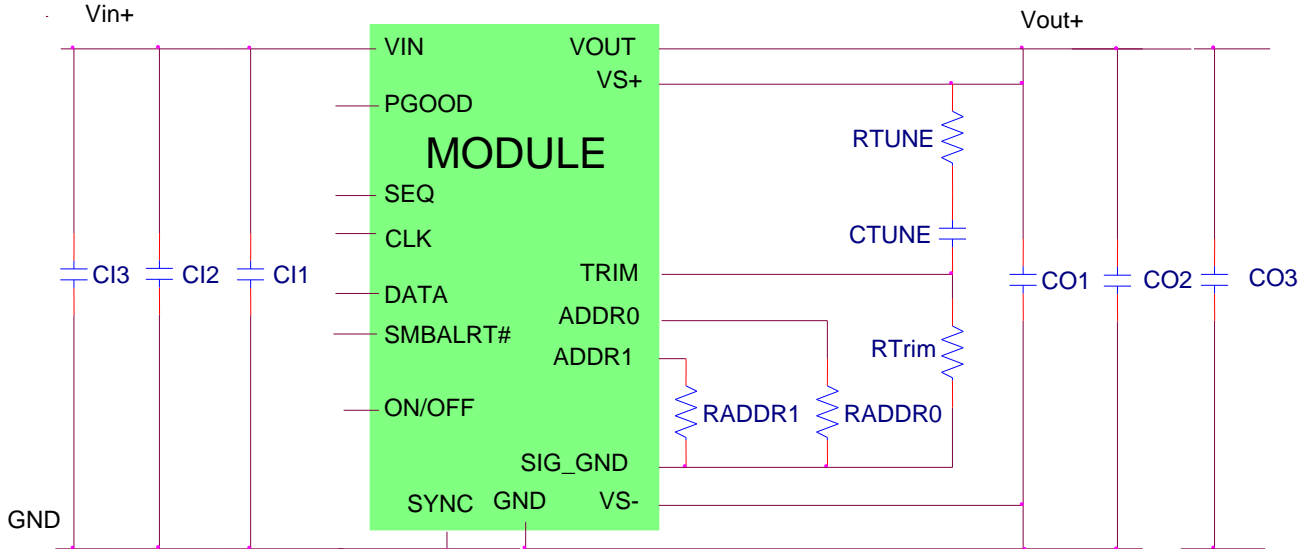 Vin+
Vout+
VIN
VOUT
VS+
PGOOD
RTUNE
MODULE
SEQ
CLK
CTUNE
TRIM
CI3
CI2
CI1
CO1
CO2
CO3
DATA
ADDR0
SMBALRT#
ADDR1
RTrim
ON/OFF
RADDR1
RADDR0
SIG_GND
SYNC
GND
VS-
GND